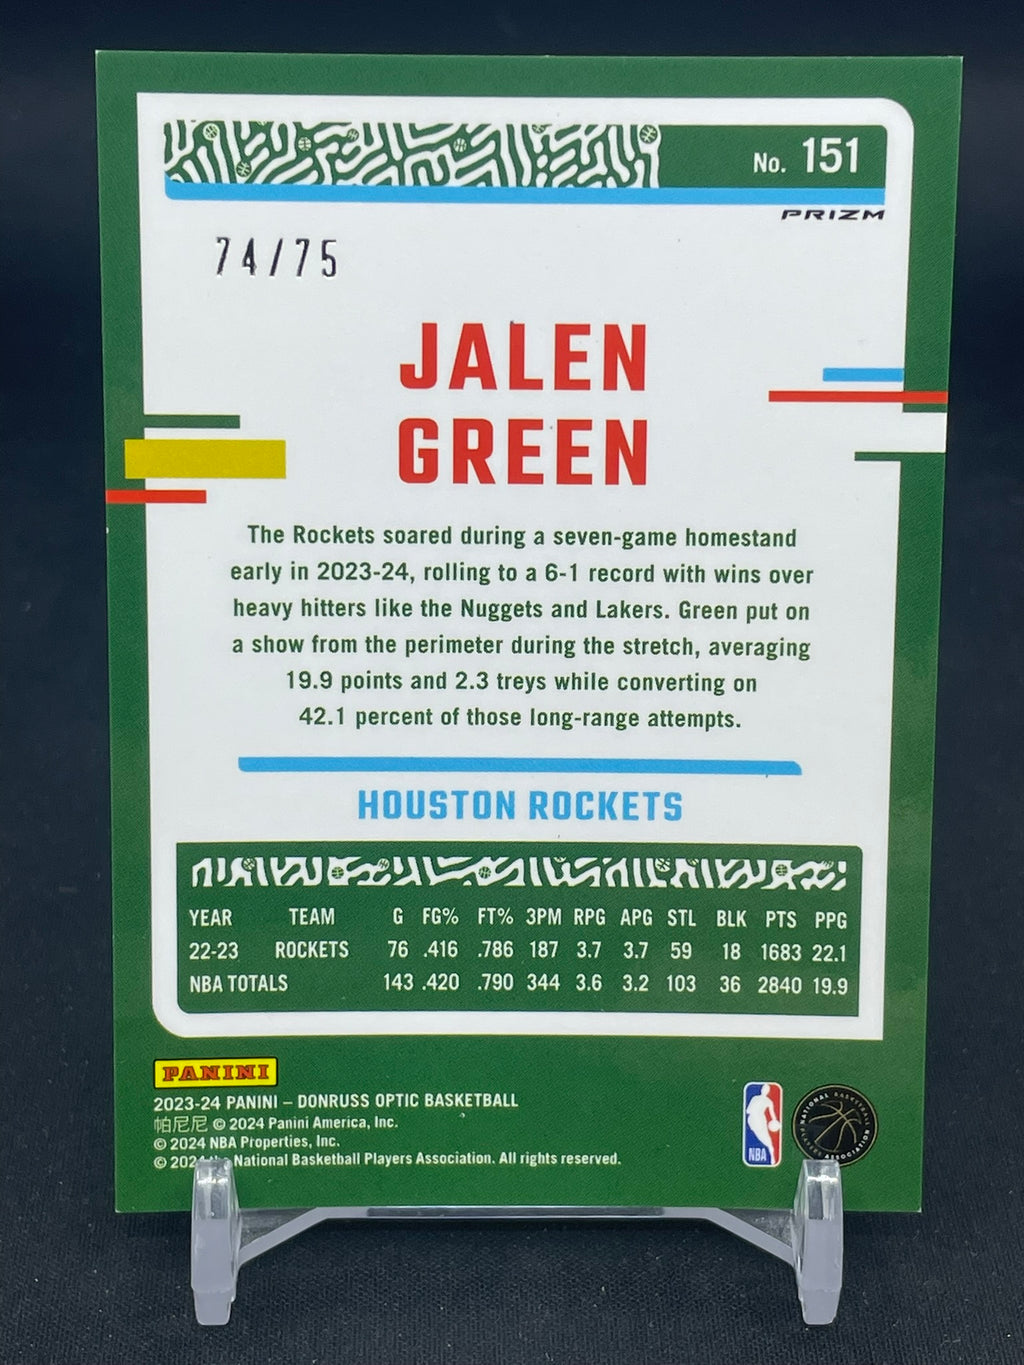 No. 151
PRIZM
74/75
JALEN
GREEN
The Rockets soared during a seven-game homestand
early in 2023-24, rolling to a 6-1 record with wins over
heavy hitters like the Nuggets and Lakers. Green put on
a show from the perimeter during the stretch, averaging
19.9 points and 2.3 treys while converting on
42.1 percent of those long-range attempts.
HOUSTON ROCKETS
YEAR TEAM G FG% FT% 3PM RPG APG STL BLK PTS PPG
22-23 ROCKETS 76 .416 .786 187 3.7 3.7 59 18 1683 22.1
NBA TOTALS 143 .420 .790 344 3.6 3.2 103 36 2840 19.9
PANINI
2023-24 PANINI – DONRUSS OPTIC BASKETBALL
帕尼尼 © 2024 Panini America, Inc.
© 2024 NBA Properties, Inc.
© 2024 the National Basketball Players Association. All rights reserved.
NBA
NATIONAL BASKETBALL PLAYERS ASSOCIATION